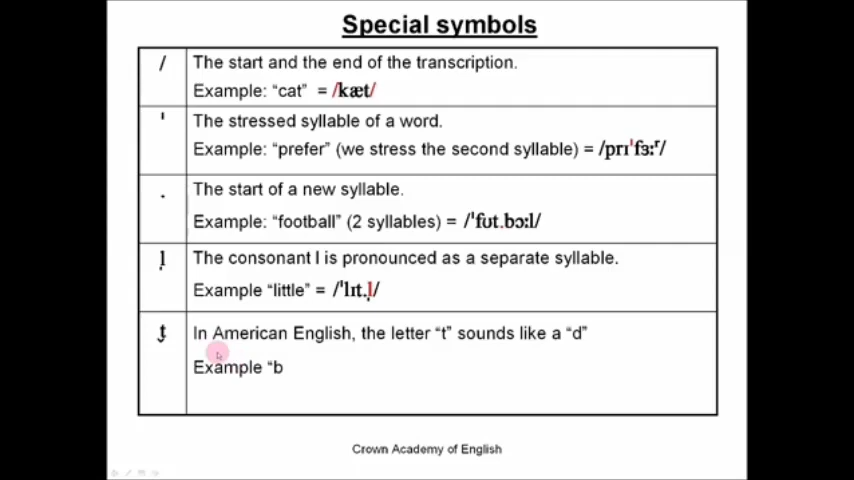 Special symbols
/
The start and the end of the transcription.
Example: “cat” = /kæt/
ˈ
The stressed syllable of a word.
Example: “prefer” (we stress the second syllable) = /prɪˈfɜːʳ/
.
The start of a new syllable.
Example: “football” (2 syllables) = /ˈfʊt.bɔːl/
l̩
The consonant l is pronounced as a separate syllable.
Example “little” = /ˈlɪt.l̩/
t̬
In American English, the letter “t” sounds like a “d”
Example “b
Crown Academy of English